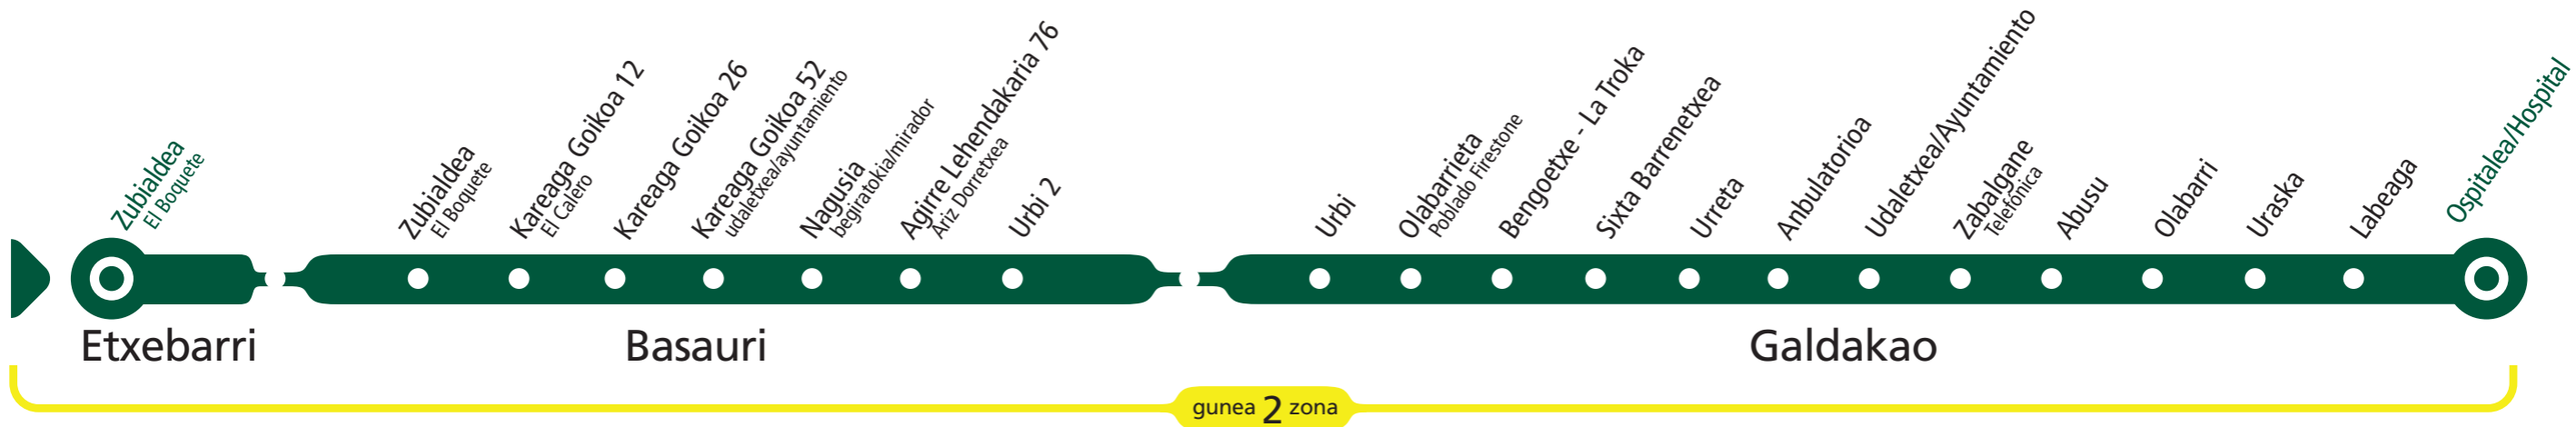 Zubialdea
El Boquete
Zubialdea
El Boquete
Kareaga Goikoa 12
El Calero
Kareaga Goikoa 26
Kareaga Goikoa 52
udaletxea/ayuntamiento
Nagusia
begiratokia/mirador
Agirre Lehendakaria 76
Ariz Dorretxea
Urbi 2
Urbi
Olabarrieta
Poblado Firestone
Bengoetxe - La Troka
Sixta Barrenetxea
Urreta
Anbulatorioa
Udaletxea/Ayuntamiento
Zabalgane
Telefónica
Abusu
Olabarri
Uraska
Labeaga
Ospitalea/Hospital
Etxebarri
Basauri
Galdakao
gunea 2 zona